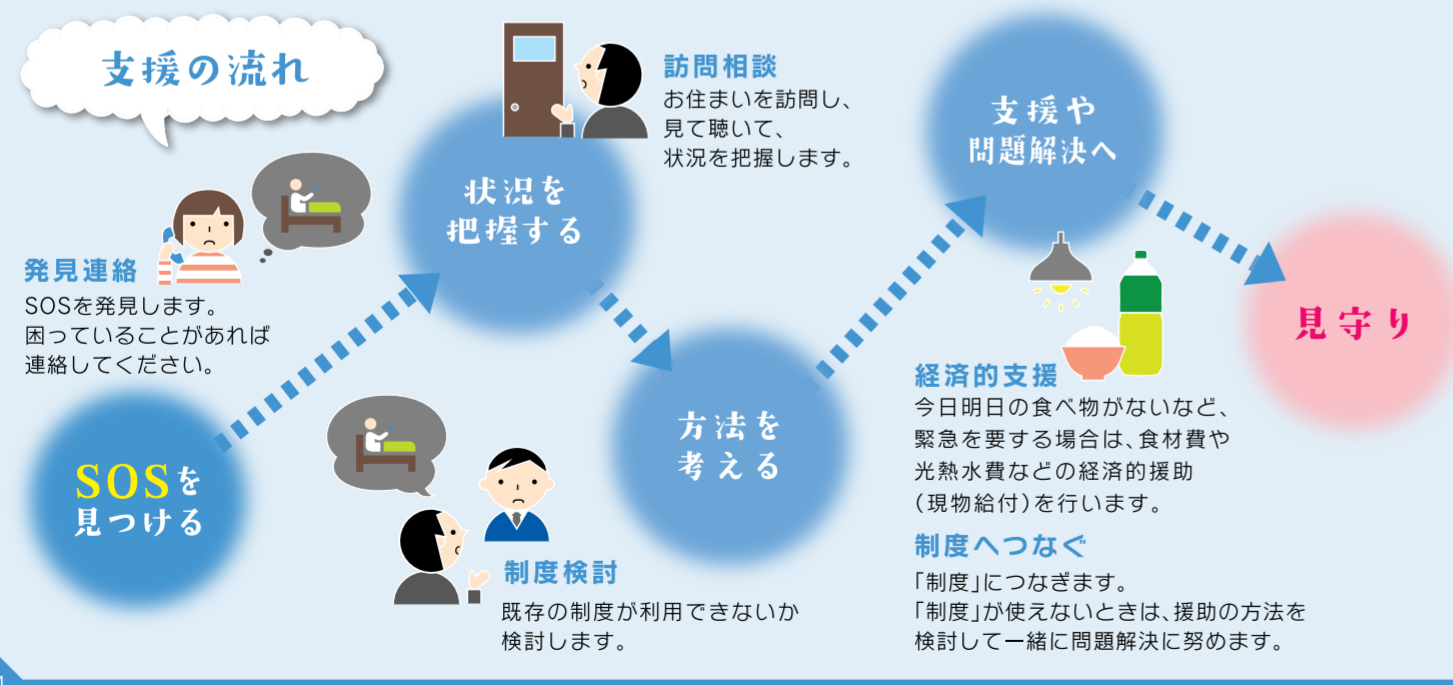 支援の流れ
発見連絡
SOSを発見します。
困っていることがあれば
連絡してください。
SOSを
見つける
訪問相談
お住まいを訪問し、
見て聴いて、
状況を把握します。
状況を
把握する
制度検討
既存の制度が利用できないか
検討します。
方法を
考える
支援や
問題解決へ
経済的支援
今日明日の食べ物がないなど、
緊急を要する場合は、食材費や
光熱水費などの経済的援助
(現物給付)を行います。
制度へつなぐ
「制度」につなぎます。
「制度」が使えないときは、援助の方法を
検討して一緒に問題解決に努めます。
見守り